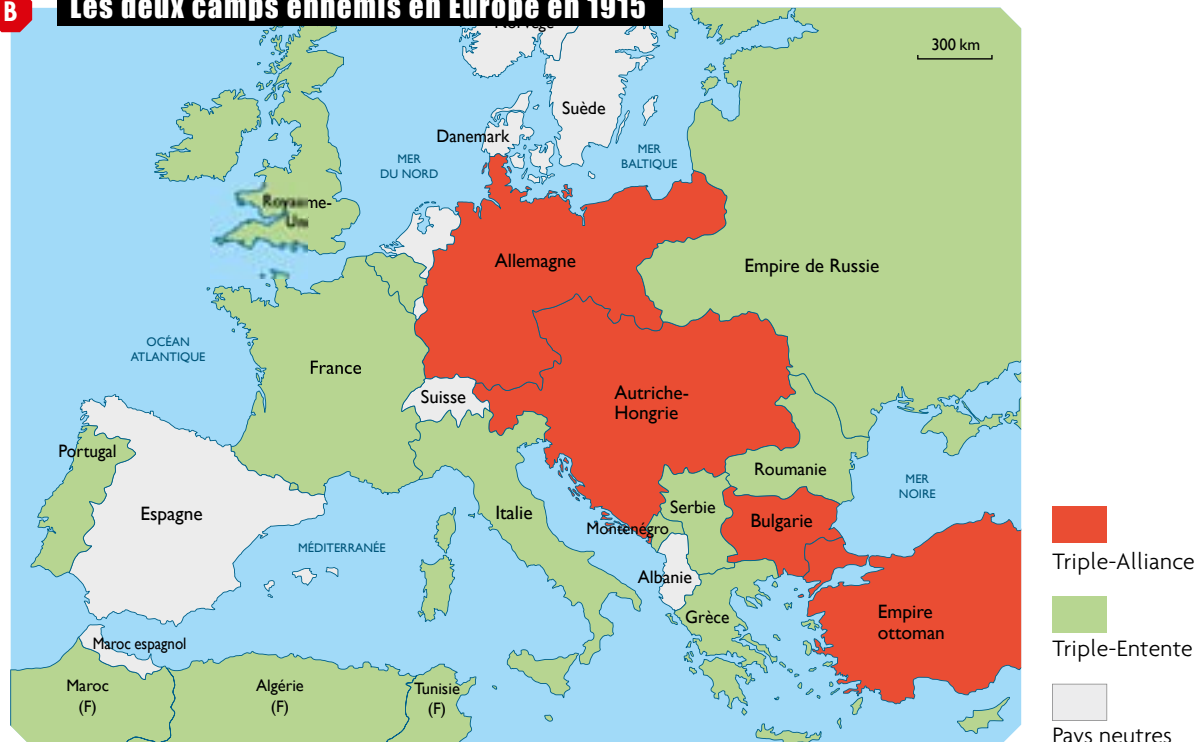 B
Les deux camps ennemis en Europe en 1915
Norvège
300 km
Suède
Danemark
MER
DU NORD
MER
BALTIQUE
Royaume-
Uni
Allemagne
Empire de Russie
OCÉAN
ATLANTIQUE
France
Suisse
Autriche-
Hongrie
Portugal
Roumanie
MER
NOIRE
Espagne
Italie
Serbie
Bulgarie
Monténégro
MÉDITERRANÉE
Albanie
Grèce
Empire
ottoman
Maroc espagnol
Maroc
(F)
Algérie
(F)
Tunisie
(F)
Triple-Alliance
Triple-Entente
Pays neutres